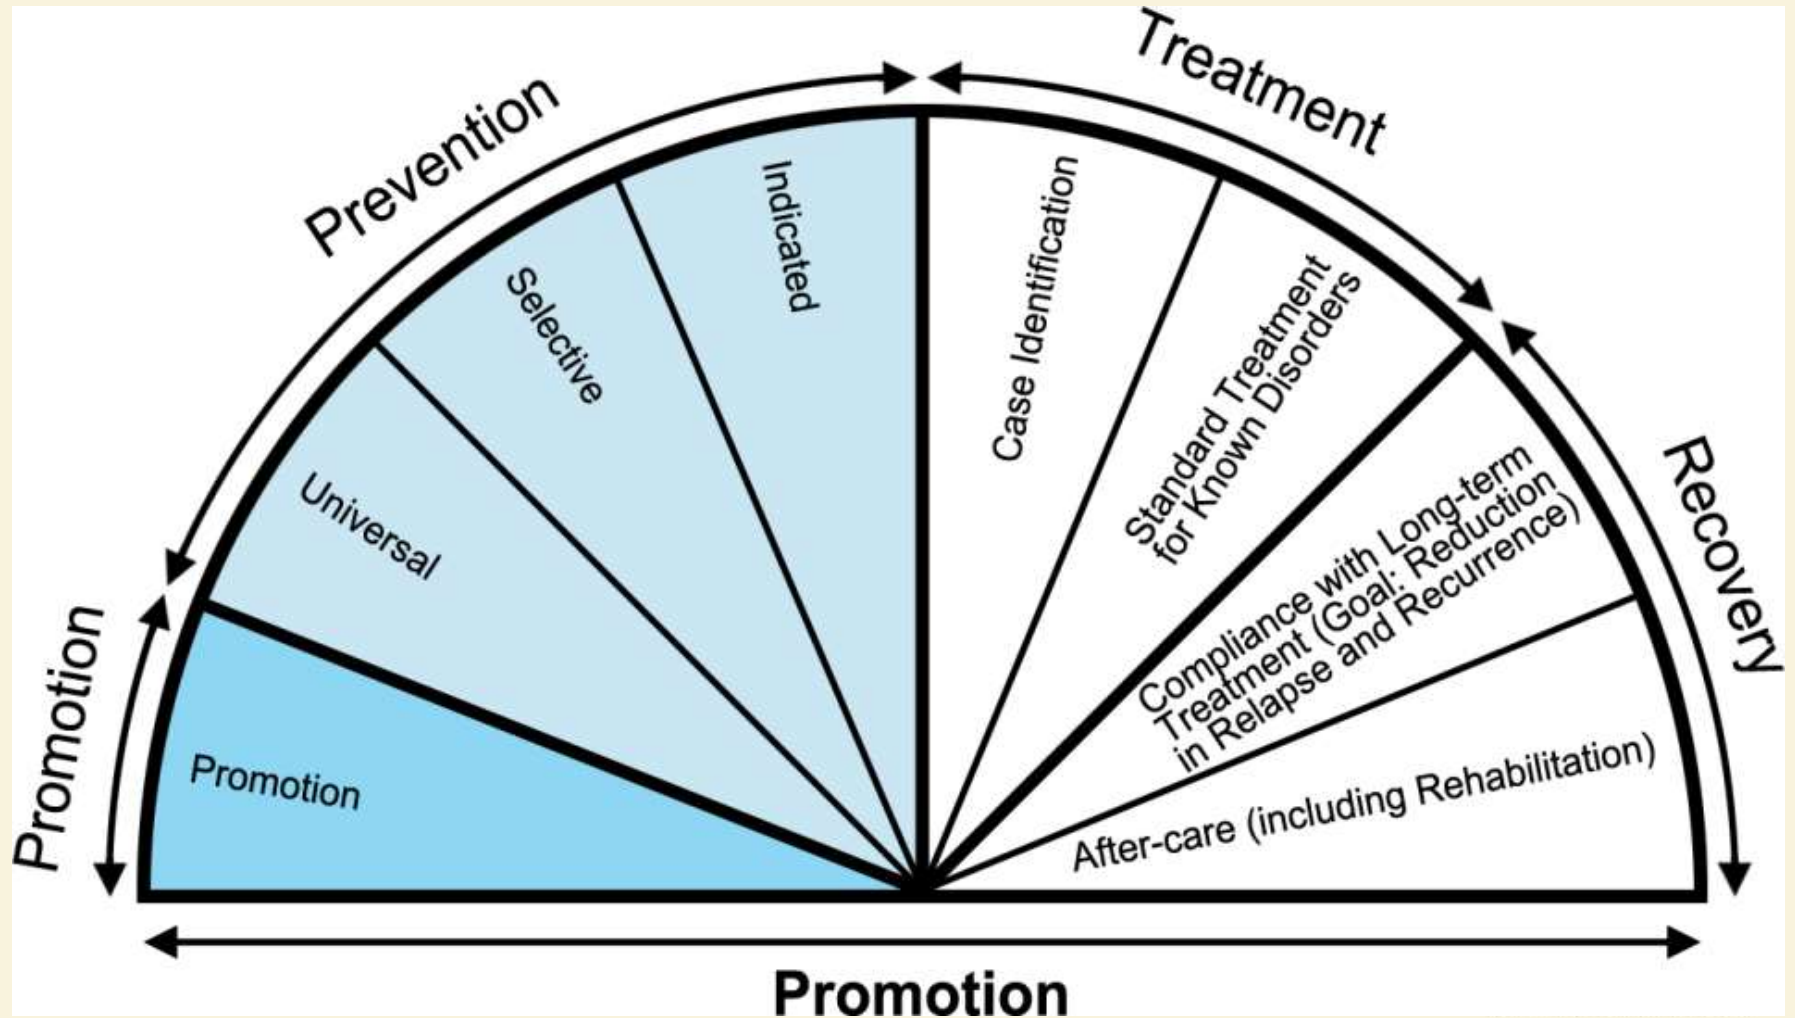 Promotion
Prevention
Treatment
Recovery
Promotion
Universal
Selective
Indicated
Case Identification
Standard Treatment
for Known Disorders
Compliance with Long-term
Treatment (Goal: Reduction
in Relapse and Recurrence)
After-care (including Rehabilitation)
Promotion